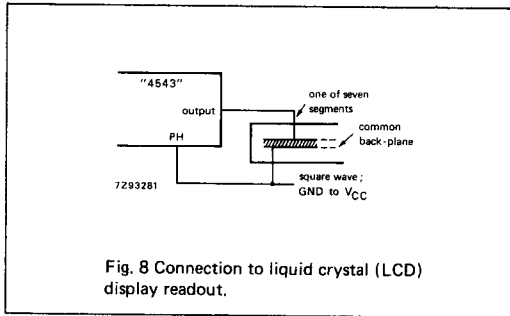 "4543"
output
PH
one of seven
segments
common
back-plane
7Z93281
square wave;
GND to VCC
Fig. 8 Connection to liquid crystal (LCD)
display readout.